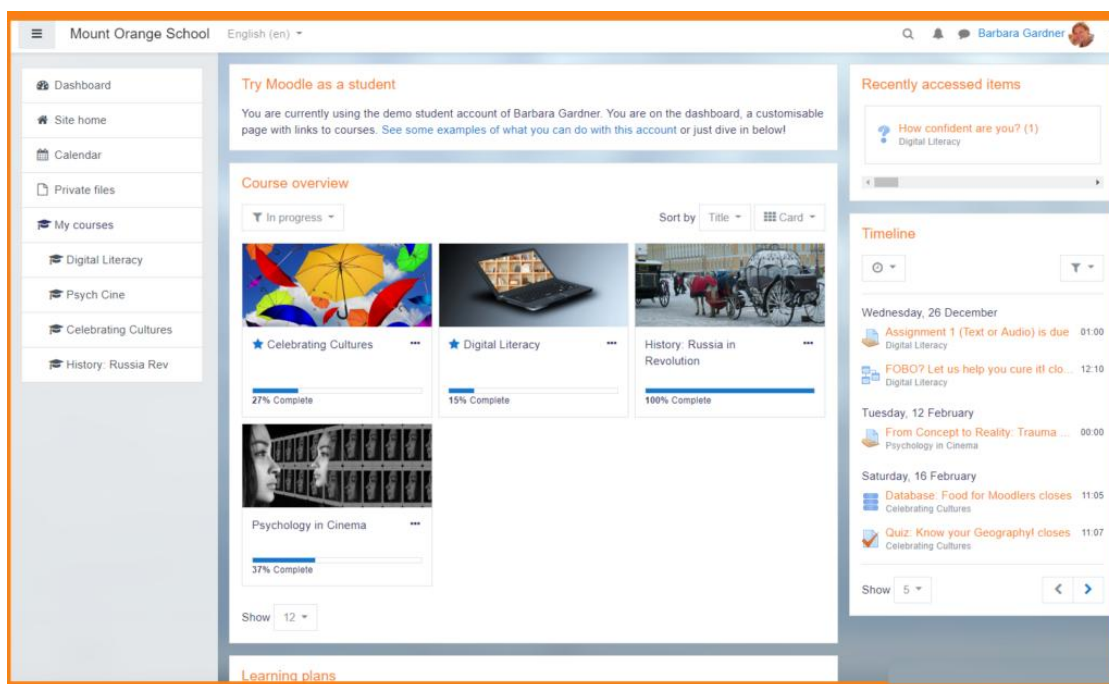 Mount Orange School English (en)
Barbara Gardner
Dashboard
Site home
Calendar
Private files
My courses
Digital Literacy
Psych Cine
Celebrating Cultures
History: Russia Rev
Try Moodle as a student
You are currently using the demo student account of Barbara Gardner. You are on the dashboard, a customisable
page with links to courses. See some examples of what you can do with this account or just dive in below!
Course overview
In progress
Sort by Title Card
Celebrating Cultures ...
27% Complete
Digital Literacy ...
15% Complete
History: Russia in ...
Revolution
100% Complete
Psychology in Cinema ...
37% Complete
Show 12
Learning plans
Recently accessed items
How confident are you? (1)
Digital Literacy
Timeline
Wednesday, 26 December
Assignment 1 (Text or Audio) is due 01:00
Digital Literacy
FOBO? Let us help you cure it! clo... 12:10
Digital Literacy
Tuesday, 12 February
From Concept to Reality: Trauma ... 00:00
Psychology in Cinema
Saturday, 16 February
Database: Food for Moodlers closes 11:05
Celebrating Cultures
Quiz: Know your Geography! closes 11:07
Celebrating Cultures
Show 5